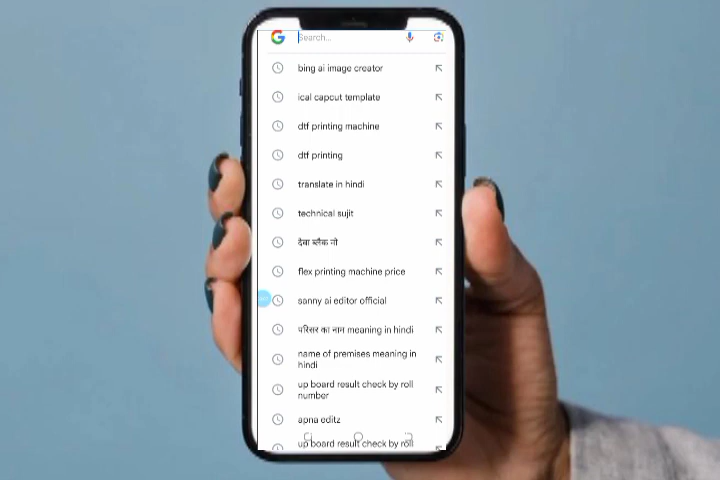 Search...
bing ai image creator
ical capcut template
dtf printing machine
dtf printing
translate in hindi
technical sujit
देवा ब्लैक नो
flex printing machine price
sanny ai editor official
परिसर का नाम meaning in hindi
name of premises meaning in
hindi
up board result check by roll
number
apna editz
up board result check by roll